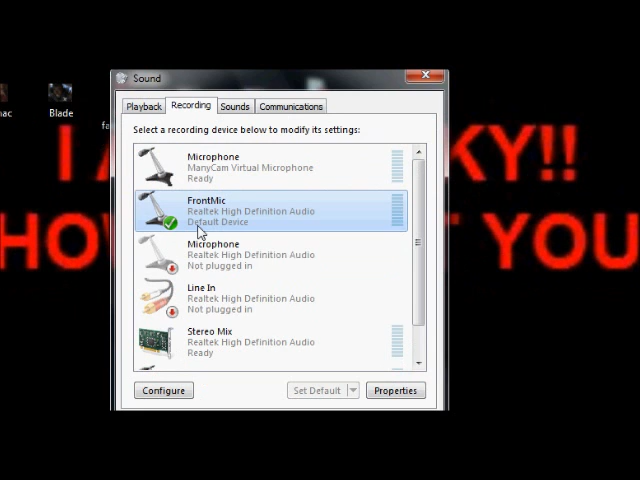 Sound
Blade
Playback Recording Sounds Communications
Select a recording device below to modify its settings:
Microphone
ManyCam Virtual Microphone
Ready
KY!!
FrontMic
Realtek High Definition Audio
Default Device
Microphone
Realtek High Definition Audio
Not plugged in
YOU
Line In
Realtek High Definition Audio
Not plugged in
Stereo Mix
Realtek High Definition Audio
Ready
Configure Set Default Properties